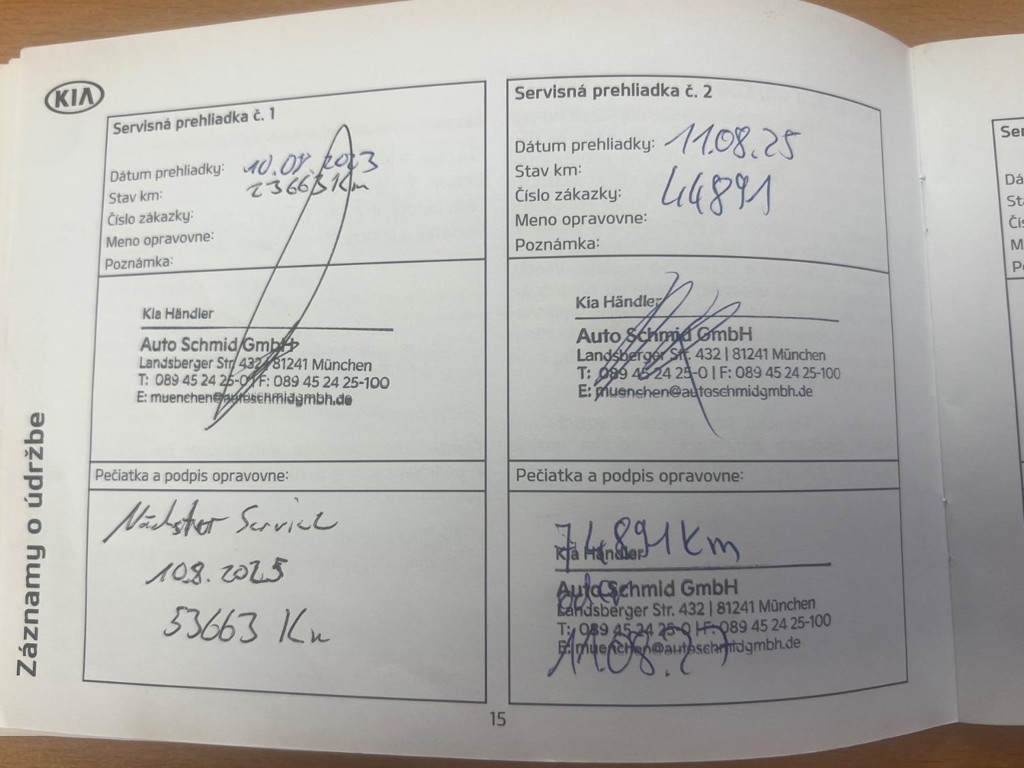 KIA
Servisná prehliadka č. 1
Dátum prehliadky: 10.08.2023
Stav km: 23663 Km
Číslo zákazky:
Meno opravovne:
Poznámka:
Kia Händler
Auto Schmid GmbH
Landsberger Str. 432 | 81241 München
T: 089 45 24 25-0 | F: 089 45 24 25-100
E: muenchen@autoschmidgmbh.de
Pečiatka a podpis opravovne:
Nächster Service
10.8.2025
53663 Km
Servisná prehliadka č. 2
Dátum prehliadky: 11.08.25
Stav km:
Číslo zákazky: 44891
Meno opravovne:
Poznámka:
Kia Händler
Auto Schmid GmbH
Landsberger Str. 432 | 81241 München
T: 089 45 24 25-0 | F: 089 45 24 25-100
E: muenchen@autoschmidgmbh.de
Pečiatka a podpis opravovne:
74891 Km
Kia Händler
Auto Schmid GmbH
oder
Landsberger Str. 432 | 81241 München
T: 089 45 24 25-0 | F: 089 45 24 25-100
E: muenchen@autoschmidgmbh.de
11.08.27
Záznamy o údržbe
15